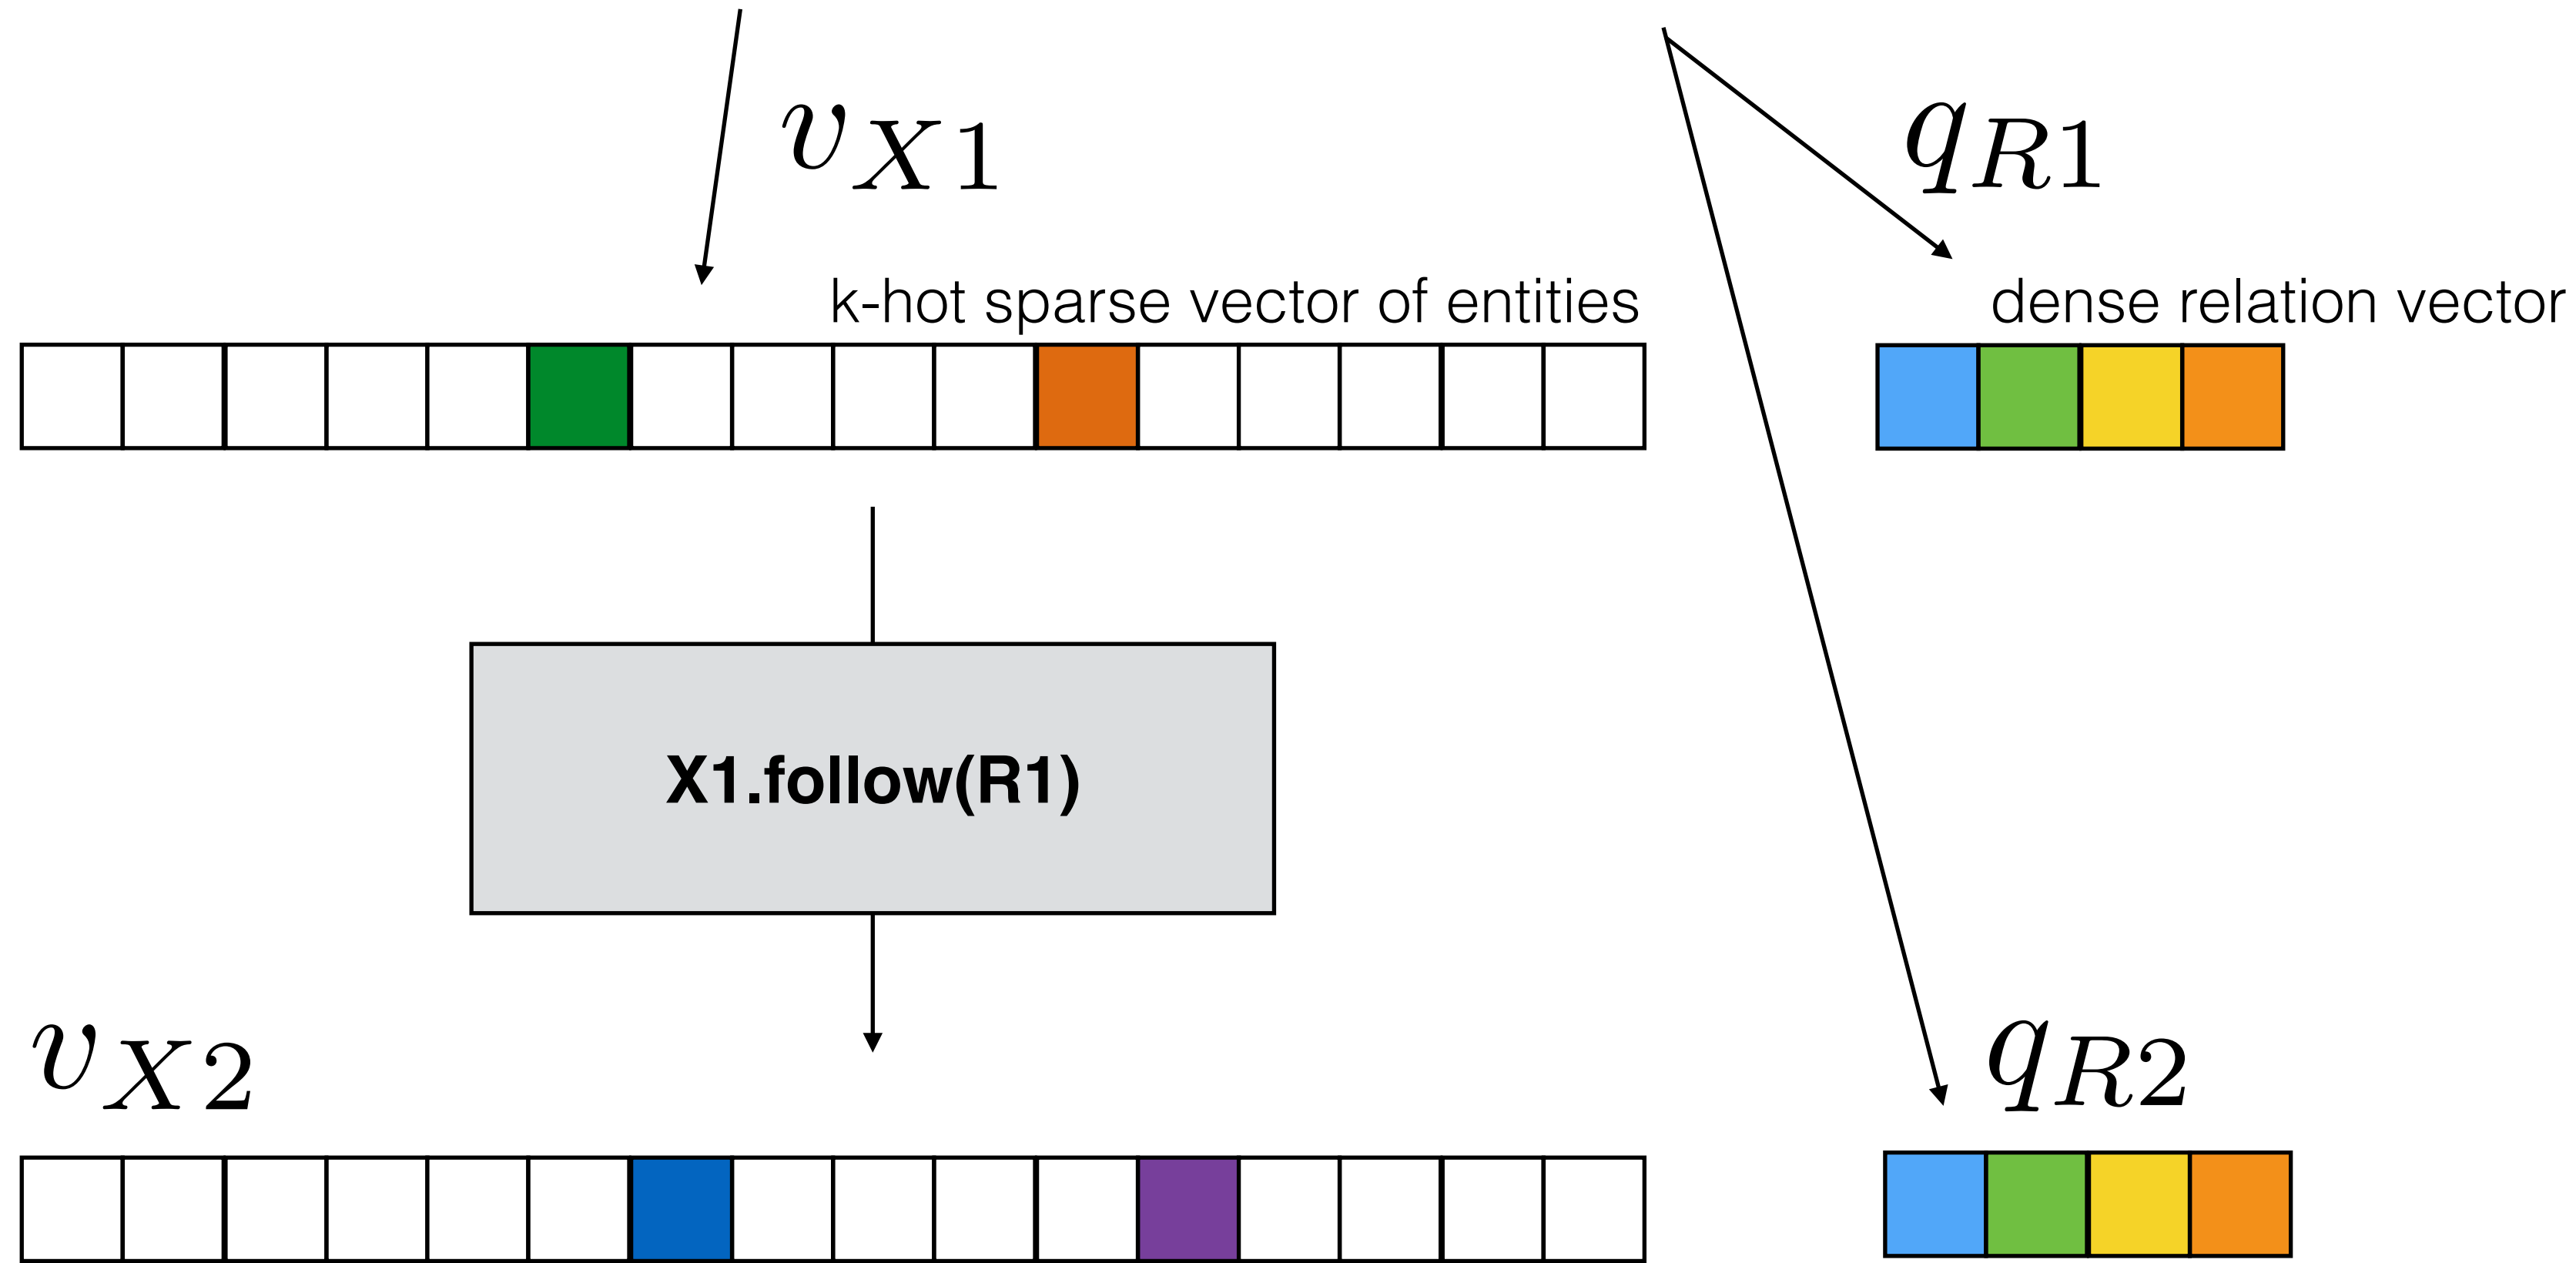 v_{X1}
q_{R1}
k-hot sparse vector of entities
dense relation vector
X1.follow(R1)
v_{X2}
q_{R2}